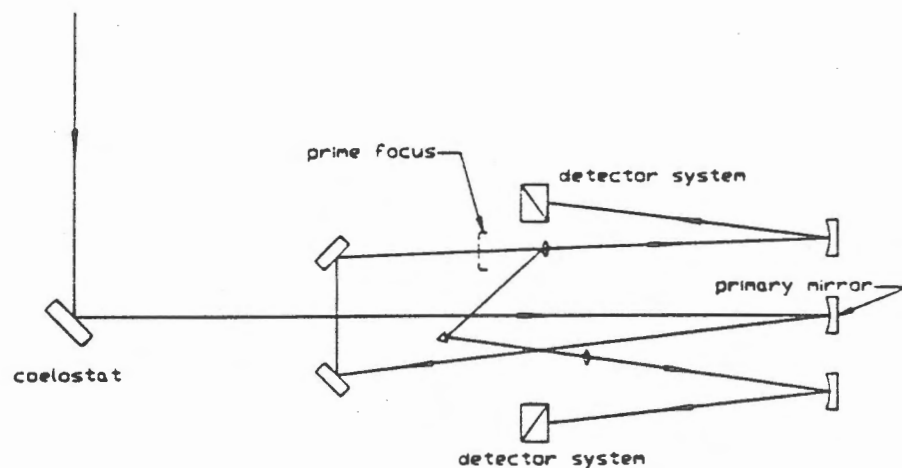 prime focus
detector system
primary mirror
coelostat
detector system